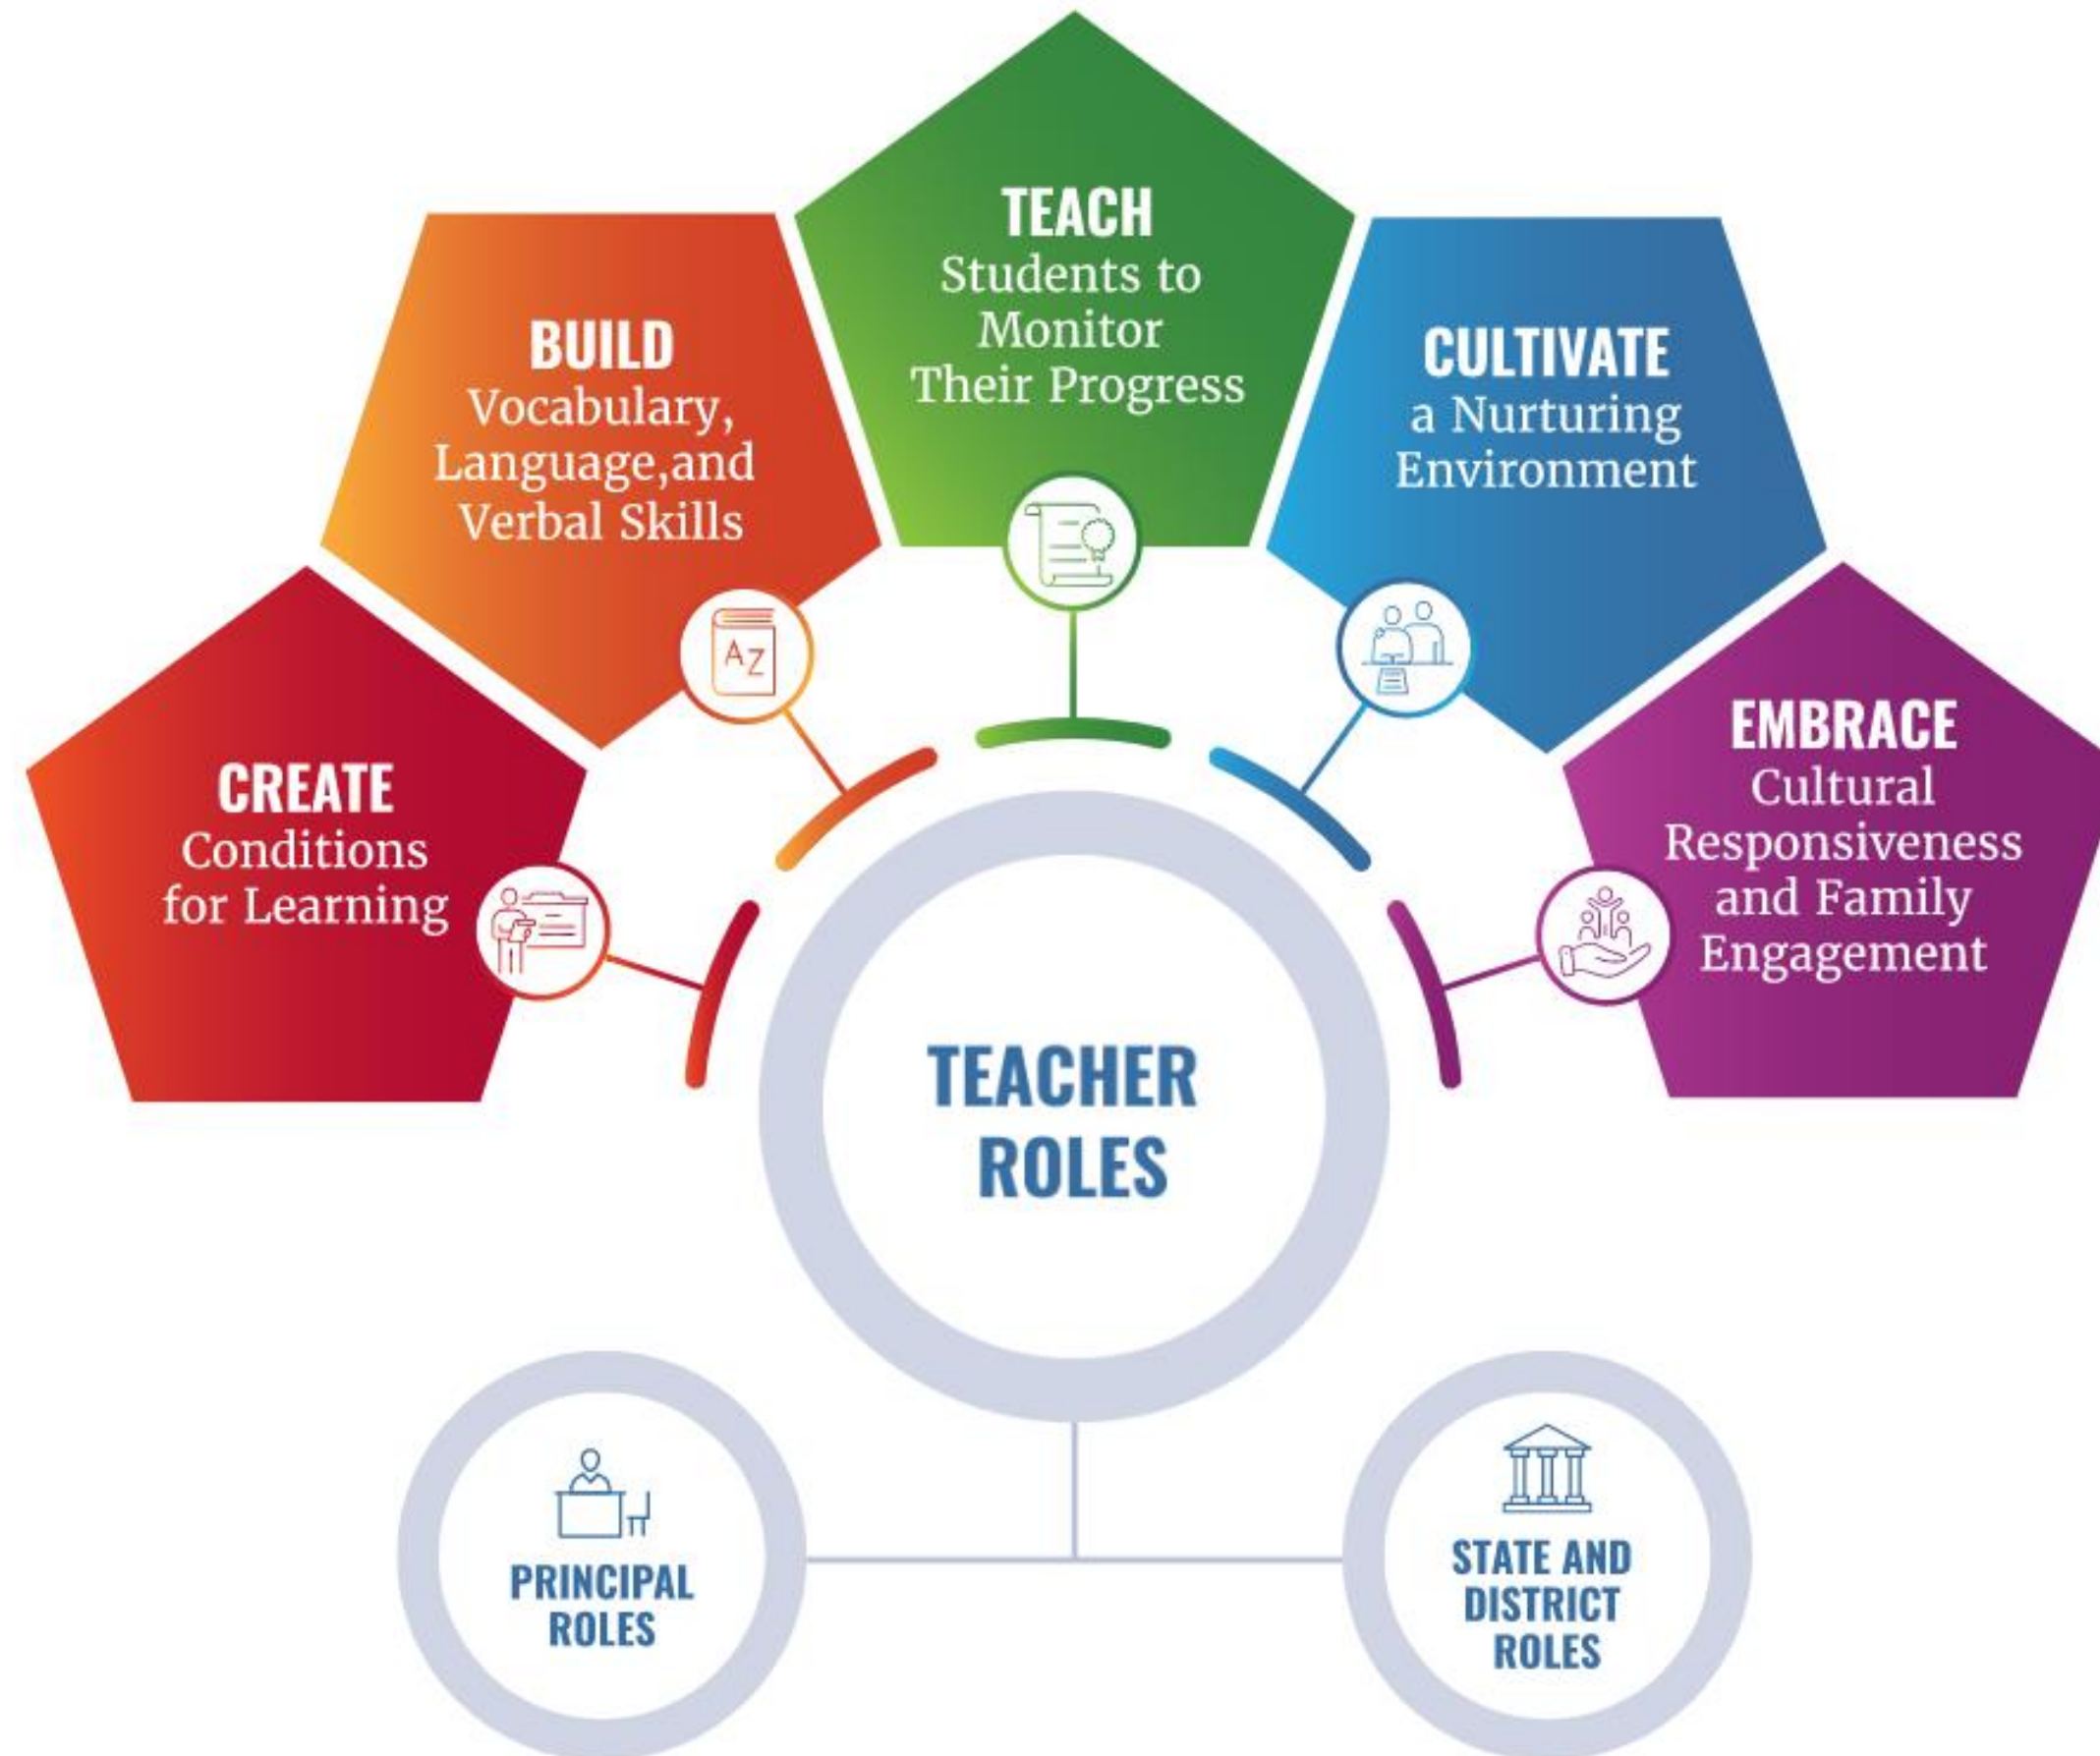 TEACH
Students to
Monitor
Their Progress
BUILD
Vocabulary,
Language,and
Verbal Skills
CULTIVATE
a Nurturing
Environment
CREATE
Conditions
for Learning
EMBRACE
Cultural
Responsiveness
and Family
Engagement
AZ
TEACHER
ROLES
PRINCIPAL
ROLES
STATE AND
DISTRICT
ROLES